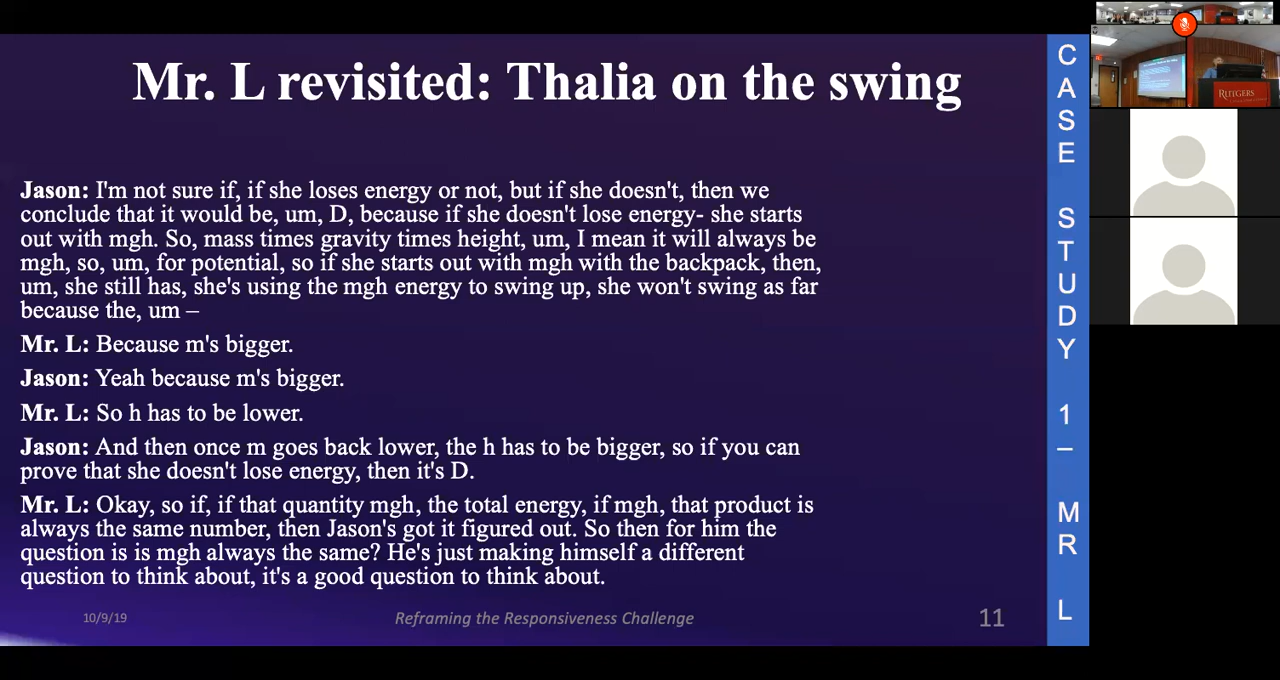 Mr. L revisited: Thalia on the swing
Jason: I'm not sure if, if she loses energy or not, but if she doesn't, then we
conclude that it would be, um, D, because if she doesn't lose energy- she starts
out with mgh. So, mass times gravity times height, um, I mean it will always be
mgh, so, um, for potential, so if she starts out with mgh with the backpack, then,
um, she still has, she's using the mgh energy to swing up, she won't swing as far
because the, um –
Mr. L: Because m's bigger.
Jason: Yeah because m's bigger.
Mr. L: So h has to be lower.
Jason: And then once m goes back lower, the h has to be bigger, so if you can
prove that she doesn't lose energy, then it's D.
Mr. L: Okay, so if, if that quantity mgh, the total energy, if mgh, that product is
always the same number, then Jason's got it figured out. So then for him the
question is is mgh always the same? He's just making himself a different
question to think about, it's a good question to think about.
10/9/19
Reframing the Responsiveness Challenge
11
CASE STUDY 1 – MR L
RUTGERS